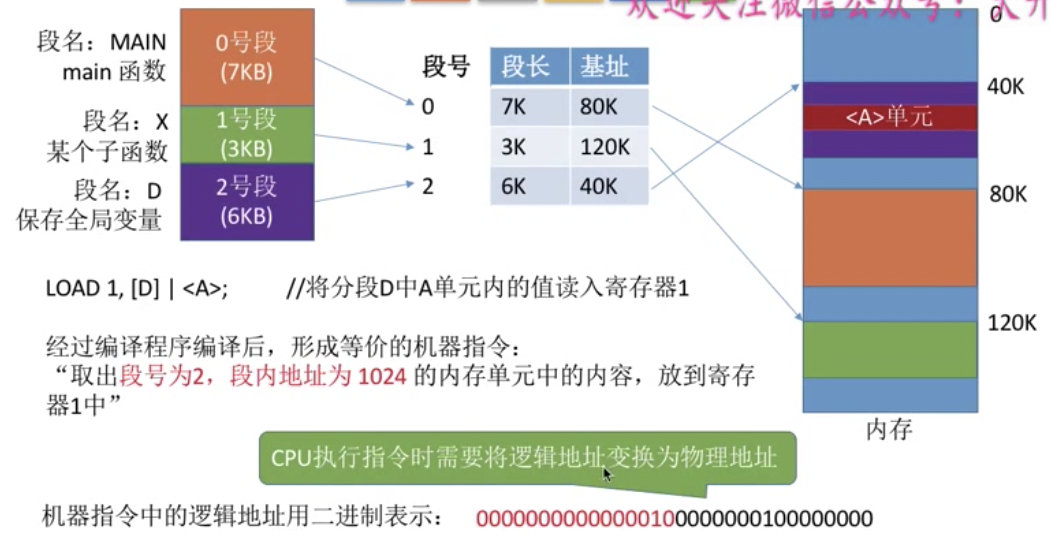 欢迎关注微信公众号：
段名：MAIN
main 函数
0号段
(7KB)
段名：X
某个子函数
1号段
(3KB)
段名：D
保存全局变量
2号段
(6KB)
段号 段长 基址
0 7K 80K
1 3K 120K
2 6K 40K
0
40K
<A>单元
80K
120K
内存
LOAD 1, [D] | <A>; //将分段D中A单元内的值读入寄存器1
经过编译程序编译后，形成等价的机器指令：
“取出段号为2，段内地址为 1024 的内存单元中的内容，放到寄存
器1中”
CPU执行指令时需要将逻辑地址变换为物理地址
机器指令中的逻辑地址用二进制表示： 00000000000000100000000100000000